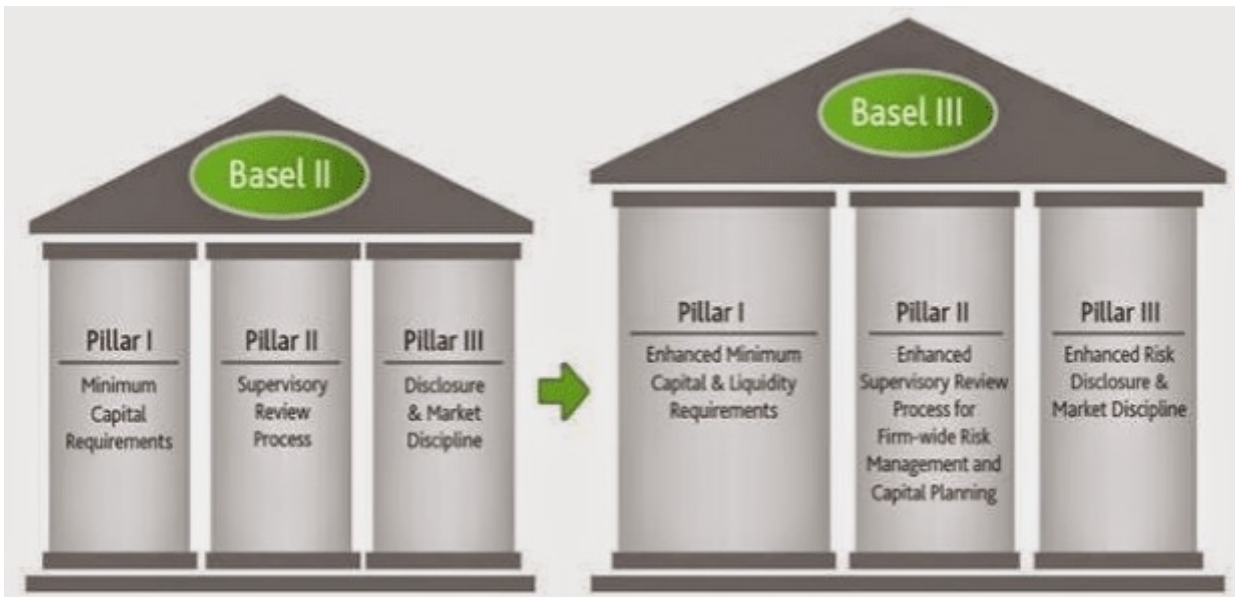 Basel II
Pillar I
Minimum
Capital
Requirements
Pillar II
Supervisory
Review
Process
Pillar III
Disclosure
& Market
Discipline
Basel III
Pillar I
Enhanced Minimum
Capital & Liquidity
Requirements
Pillar II
Enhanced
Supervisory Review
Process for
Firm-wide Risk
Management and
Capital Planning
Pillar III
Enhanced Risk
Disclosure &
Market Discipline